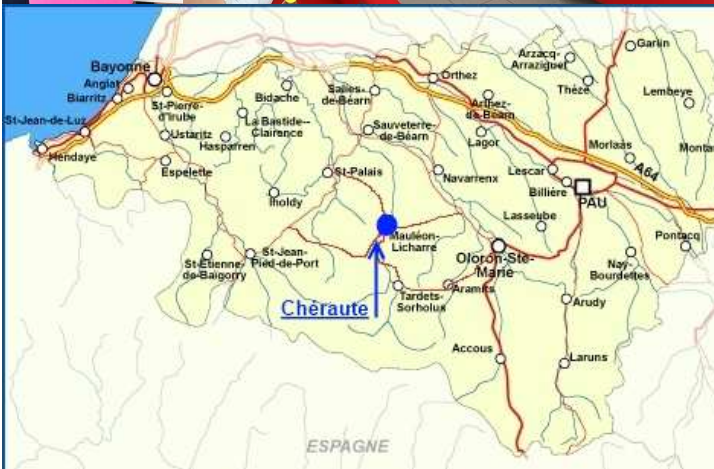 Garlin
Arzacq-
Arraziguet
Bayonne
Orthez
Thèze
Anglet
Biarritz
Bidache
Salies-
de-Béarn
Lembeye
St-Pierre-
d'Irube
Arthez-
de-Béarn
St-Jean-de-Luz
La Bastide-
Clairence
Ustaritz
Sauveterre-
de-Béarn
Lagor
Morlaas
Hendaye
Hasparren
Monta
Espelette
St-Palais
Navarrenx
Lescar
A64
Billière
PAU
Iholdy
Lasseube
Mauléon-
Licharre
Pontacq
St-Etienne-
de-Baigorry
St-Jean-
Pied-de-Port
Oloron-Ste-
Marie
Nay-
Bourdettes
Chéraute
Tardets-
Sorholus
Aramits
Arudy
Accous
Laruns
ESPAGNE